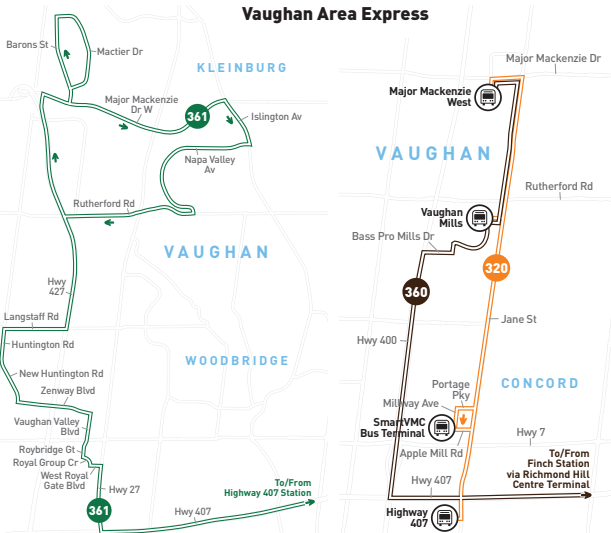 Vaughan Area Express
Barons St
Mactier Dr
KLEINBURG
Major Mackenzie
Dr W
361
Islington Av
Napa Valley
Av
Rutherford Rd
VAUGHAN
Hwy
427
Langstaff Rd
Huntington Rd
WOODBRIDGE
New Huntington Rd
Zenway Blvd
Vaughan Valley
Blvd
Roybridge Gt
Royal Group Cr
West Royal
Gate Blvd
Hwy 27
361
To/From
Highway 407 Station
Hwy 407
Major Mackenzie Dr
Major Mackenzie
West
VAUGHAN
Rutherford Rd
Vaughan
Mills
Bass Pro Mills Dr
320
360
Jane St
Hwy 400
Portage
Pky
CONCORD
Millway Ave
SmartVMC
Bus Terminal
Hwy 7
Apple Mill Rd
To/From
Finch Station
via Richmond Hill
Centre Terminal
Hwy 407
Highway
407